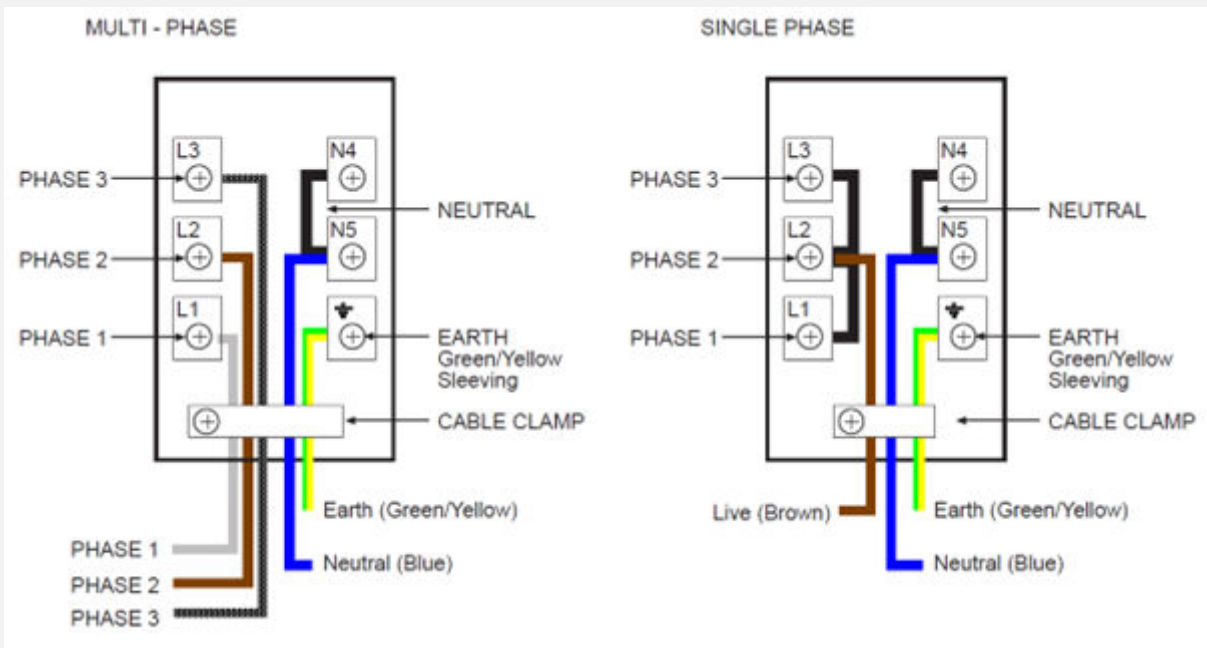 MULTI - PHASE
L3
N4
PHASE 3
NEUTRAL
L2
N5
PHASE 2
L1
PHASE 1
EARTH
Green/Yellow
Sleeving
CABLE CLAMP
Earth (Green/Yellow)
PHASE 1
Neutral (Blue)
PHASE 2
PHASE 3
SINGLE PHASE
L3
N4
PHASE 3
NEUTRAL
L2
N5
PHASE 2
L1
PHASE 1
EARTH
Green/Yellow
Sleeving
CABLE CLAMP
Live (Brown)
Earth (Green/Yellow)
Neutral (Blue)